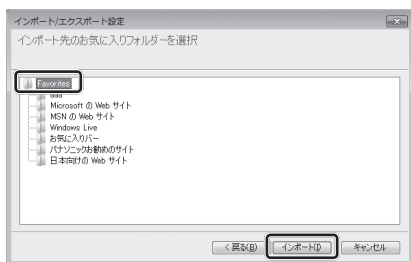 インポート/エクスポート設定
インポート先のお気に入りフォルダーを選択
Favorites
aaa
Microsoft の Web サイト
MSN の Web サイト
Windows Live
お気に入りバー
パナソニックお勧めのサイト
日本向けの Web サイト
< 戻る(B)
インポート(I)
キャンセル